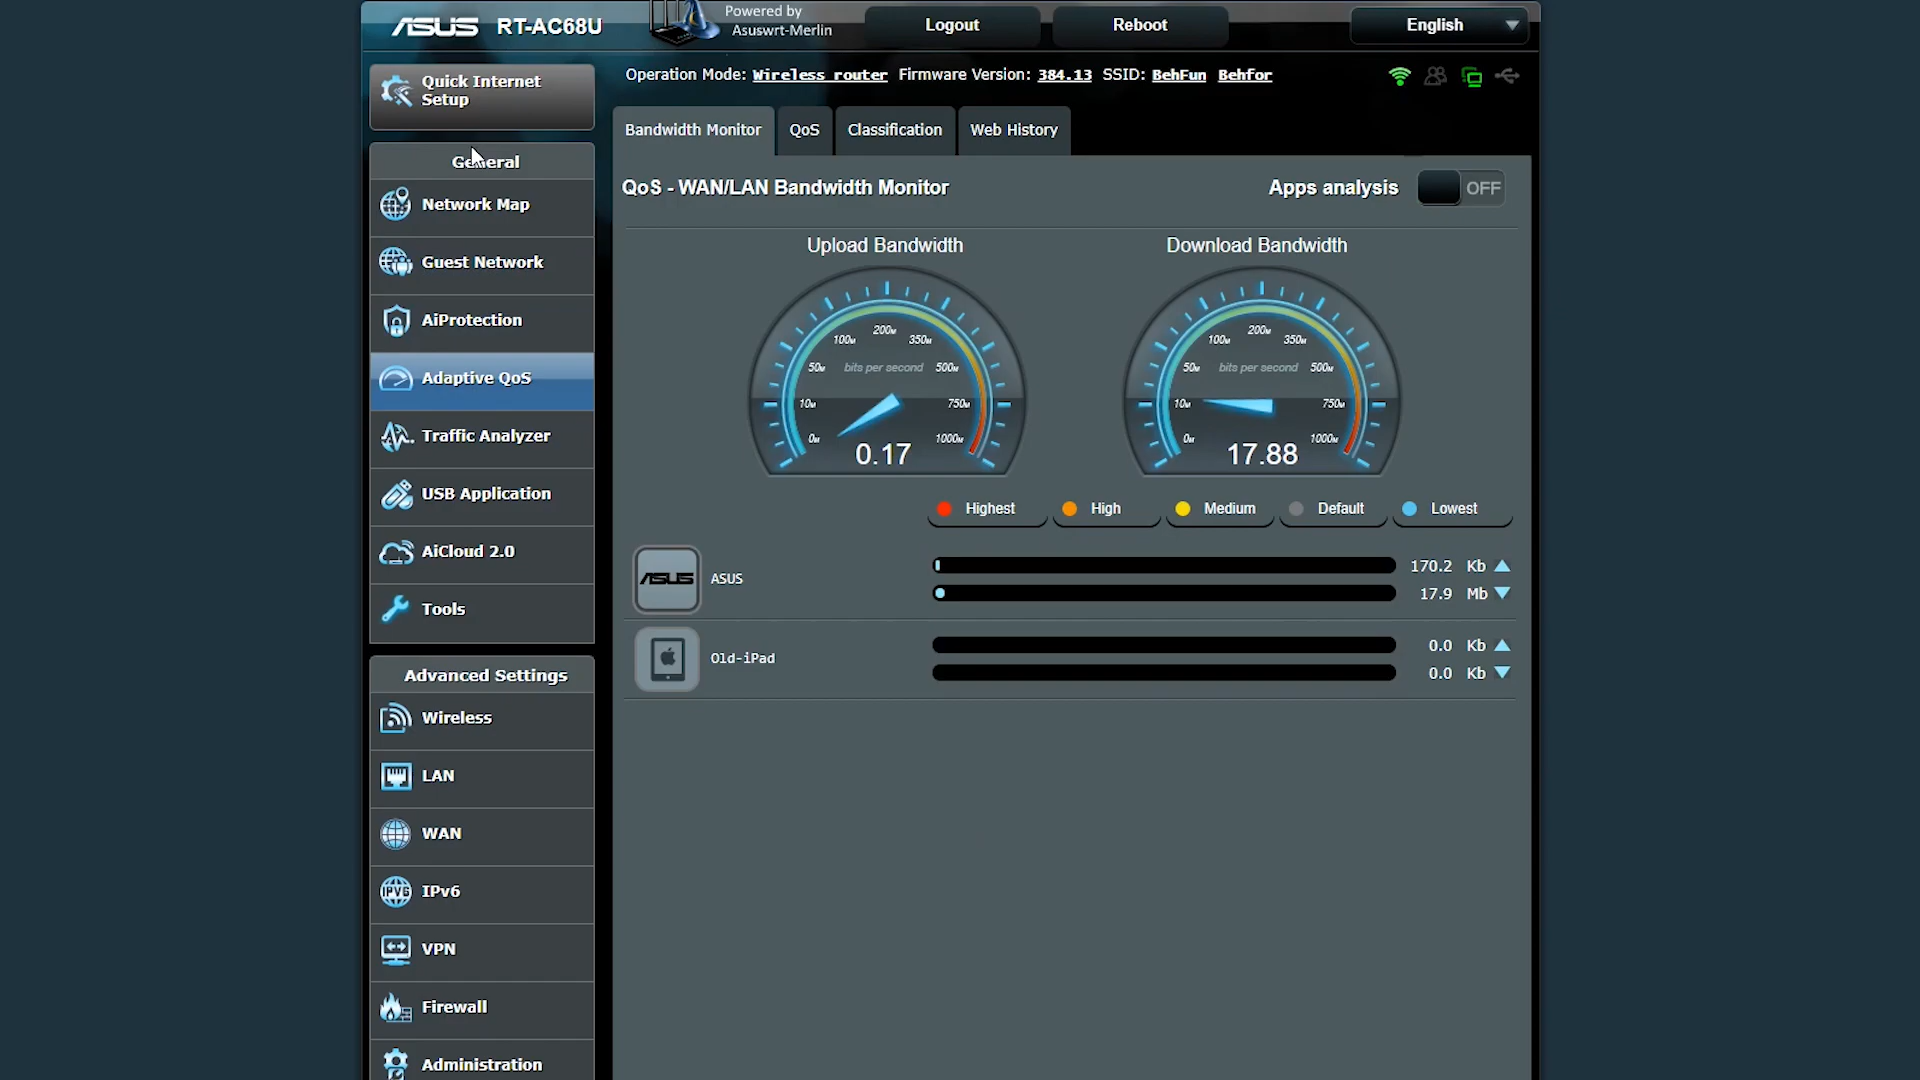 ASUS RT-AC68U
Powered by
Asuswrt-Merlin
Logout
Reboot
English
Quick Internet
Setup
Operation Mode: Wireless router Firmware Version: 384.13 SSID: BehFun Behfor
Bandwidth Monitor
QoS
Classification
Web History
General
Network Map
Guest Network
AiProtection
Adaptive QoS
Traffic Analyzer
USB Application
AiCloud 2.0
Tools
Advanced Settings
Wireless
LAN
WAN
IPV6 IPv6
VPN
Firewall
Administration
QoS - WAN/LAN Bandwidth Monitor
Apps analysis OFF
Upload Bandwidth
0M
10M
50M
100M
200M
350M
500M
750M
1000M
bits per second
0.17
Download Bandwidth
0M
10M
50M
100M
200M
350M
500M
750M
1000M
bits per second
17.88
Highest High Medium Default Lowest
ASUS ASUS
170.2 Kb
17.9 Mb
Old-iPad
0.0 Kb
0.0 Kb